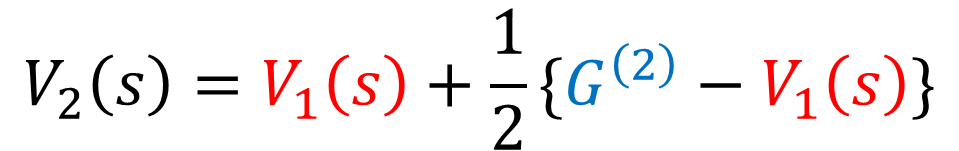 V₂(s) = V₁(s) + 1/2 {G⁽²⁾ − V₁(s)}